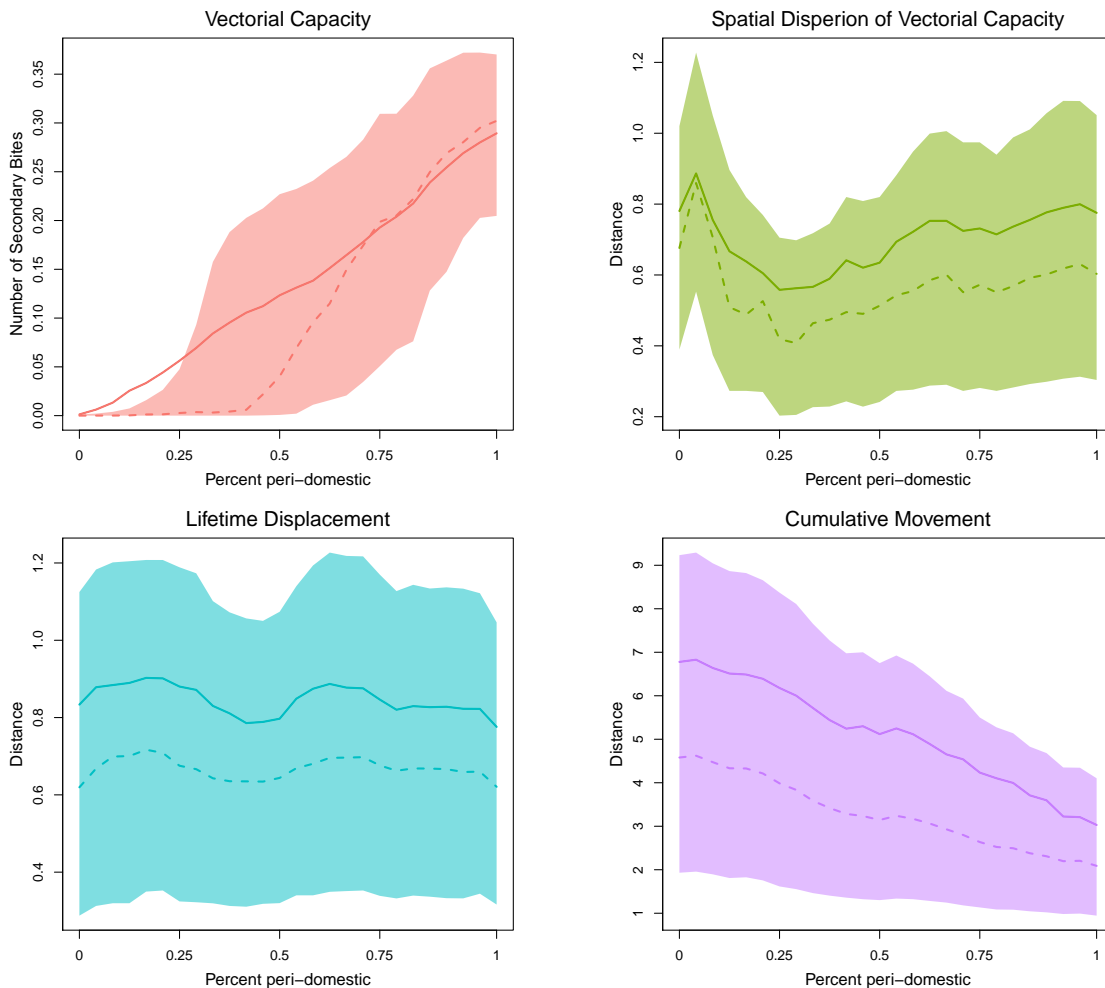 Vectorial Capacity
Number of Secondary Bites
0.35
0.30
0.25
0.20
0.15
0.10
0.05
0.00
0 0.25 0.5 0.75 1
Percent peri-domestic
Spatial Disperion of Vectorial Capacity
Distance
1.2
1.0
0.8
0.6
0.4
0.2
0 0.25 0.5 0.75 1
Percent peri-domestic
Lifetime Displacement
Distance
1.2
1.0
0.8
0.6
0.4
0 0.25 0.5 0.75 1
Percent peri-domestic
Cumulative Movement
Distance
9
8
7
6
5
4
3
2
1
0 0.25 0.5 0.75 1
Percent peri-domestic